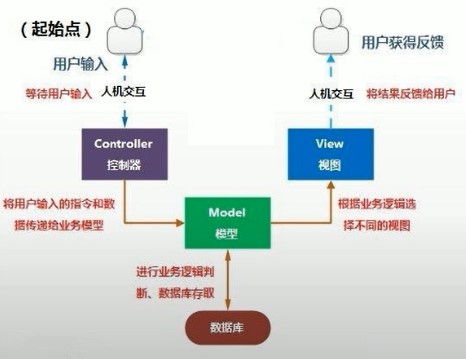 （起始点）
用户输入
用户获得反馈
等待用户输入
人机交互
人机交互
将结果反馈给用户
Controller
控制器
View
视图
将用户输入的指令和数
据传递给业务模型
Model
模型
根据业务逻辑选
择不同的视图
进行业务逻辑判
断、数据库存取
数据库